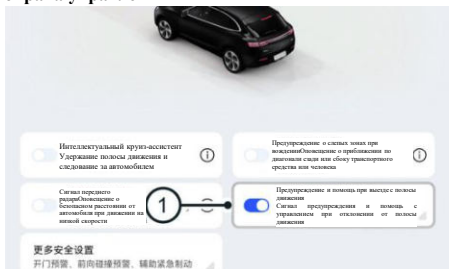 Интеллектуальный круиз-ассистент
Удержание полосы движения и
следование за автомобилем
Предупреждение о слепых зонах при
вожденииОповещение о приближении по
диагонали сзади или сбоку транспортного
средства или человека
Сигнал переднего
радараОповещение о
безопасном расстоянии от
автомобиля при движении на
низкой скорости
1
Предупреждение и помощь при выезде с полосы
движения
Сигнал предупреждения и помощь с
управлением при отклонении от полосы
движения
更多安全设置
开门预警、前向碰撞预警、辅助紧急制动